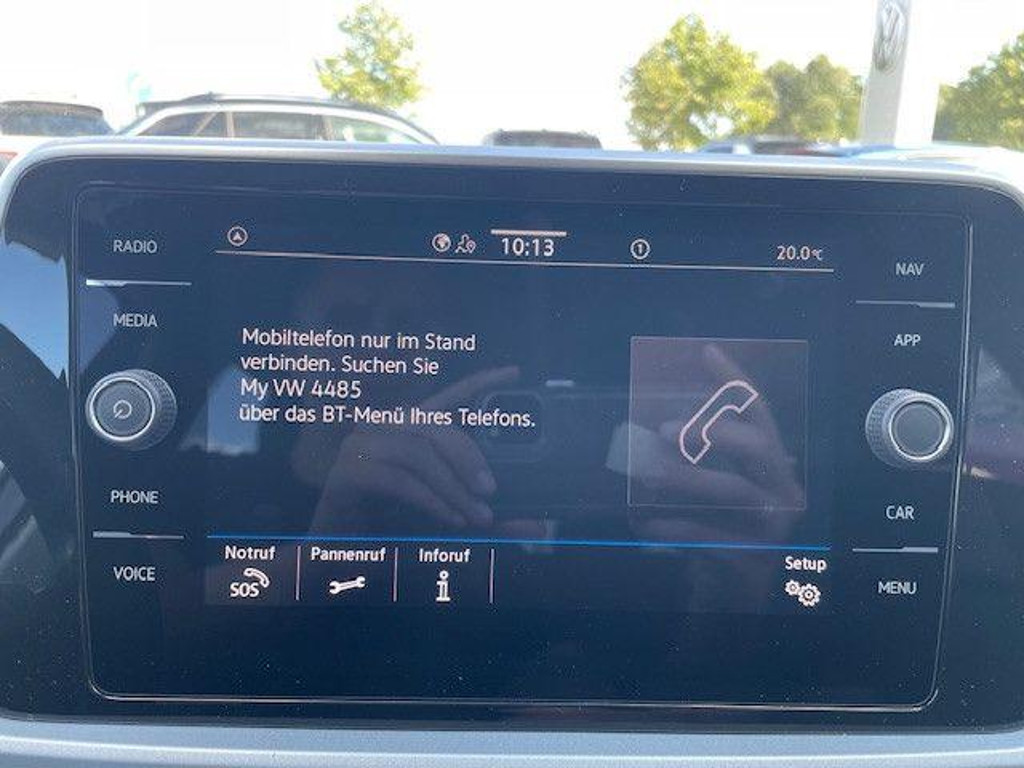 RADIO
MEDIA
PHONE
VOICE
10:13
1
20.0°C
Mobiltelefon nur im Stand
verbinden. Suchen Sie
My VW 4485
über das BT-Menü Ihres Telefons.
Notruf
SOS
Pannenruf
Inforuf
i
Setup
NAV
APP
CAR
MENU